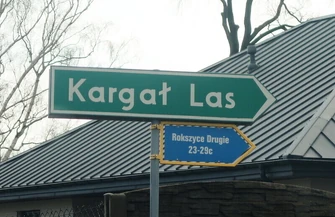 Kargał Las
Rokszyce Drugie
23-29c